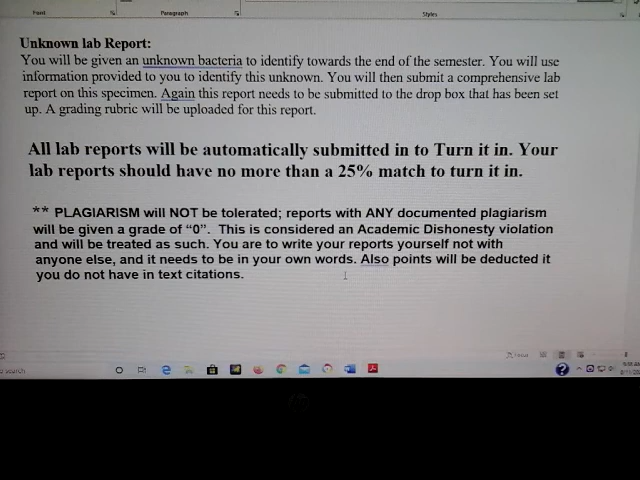 Font Paragraph Styles
Unknown lab Report:
You will be given an unknown bacteria to identify towards the end of the semester. You will use
information provided to you to identify this unknown. You will then submit a comprehensive lab
report on this specimen. Again this report needs to be submitted to the drop box that has been set
up. A grading rubric will be uploaded for this report.
All lab reports will be automatically submitted in to Turn it in. Your
lab reports should have no more than a 25% match to turn it in.
** PLAGIARISM will NOT be tolerated; reports with ANY documented plagiarism
will be given a grade of “0”. This is considered an Academic Dishonesty violation
and will be treated as such. You are to write your reports yourself not with
anyone else, and it needs to be in your own words. Also points will be deducted it
you do not have in text citations.
Focus
search